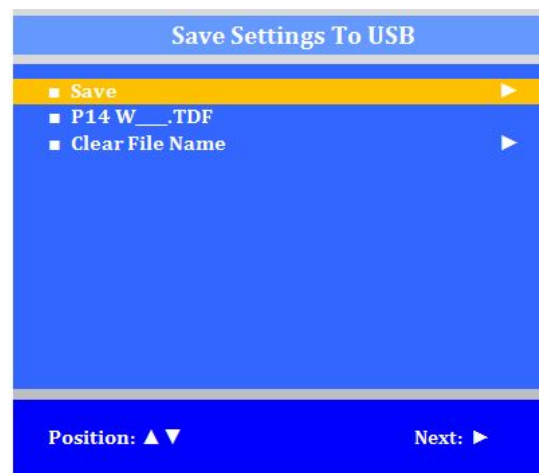 Save Settings To USB
■ Save ►
■ P14 W___.TDF
■ Clear File Name ►
Position: ▲ ▼ Next: ►